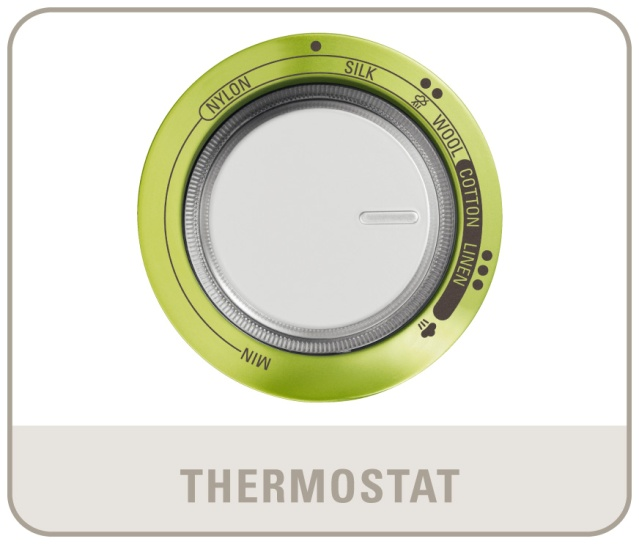 NYLON
SILK
WOOL
COTTON
LINEN
MIN
THERMOSTAT